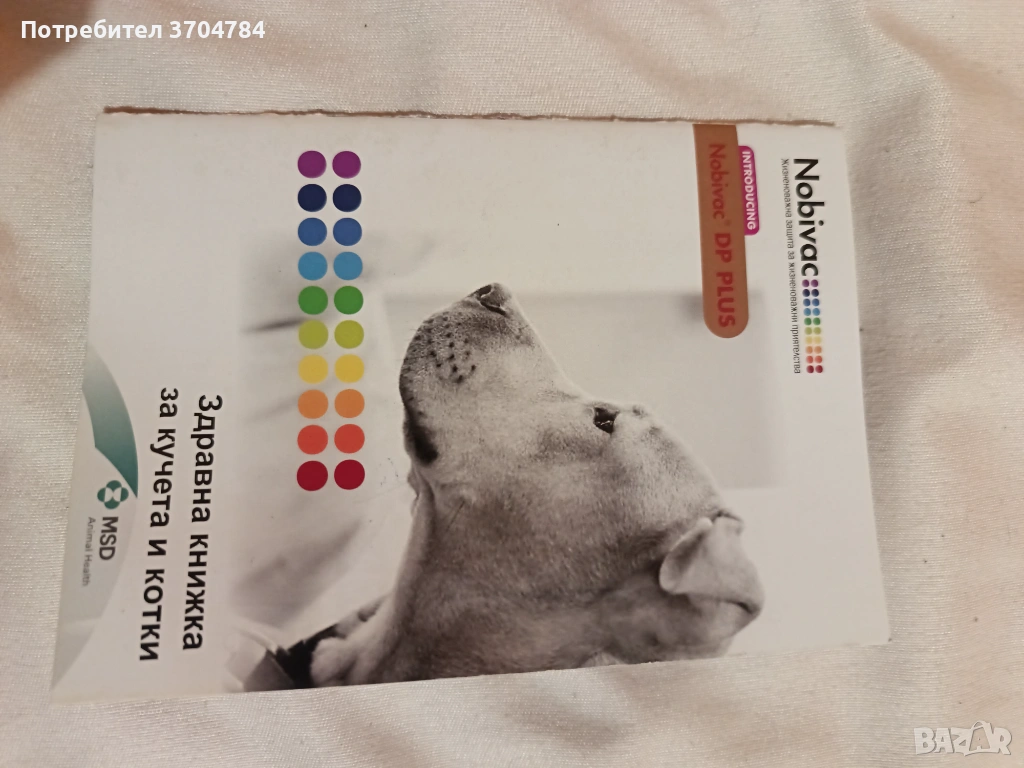 Потребител 3704784
Nobivac
Жизненоважна защита за жизненоважни приятелства
INTRODUCING
Nobivac® DP PLUS
Здравна книжка
за кучета и котки
MSD
Animal Health
BAZAR